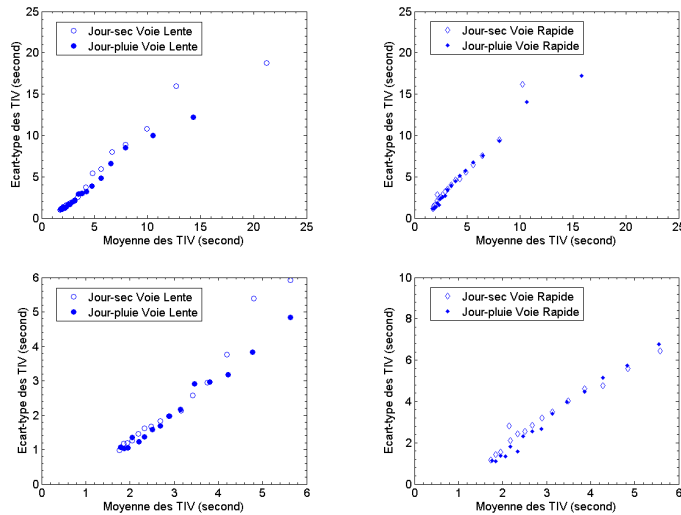 25
20
15
10
5
0
Ecart-type des TIV (second)
0 5 10 15 20 25
Moyenne des TIV (second)
Jour-sec Voie Lente
Jour-pluie Voie Lente
25
20
15
10
5
0
Ecart-type des TIV (second)
0 5 10 15 20 25
Moyenne des TIV (second)
Jour-sec Voie Rapide
Jour-pluie Voie Rapide
6
5
4
3
2
1
0
Ecart-type des TIV (second)
0 1 2 3 4 5 6
Moyenne des TIV (second)
Jour-sec Voie Lente
Jour-pluie Voie Lente
10
8
6
4
2
0
Ecart-type des TIV (second)
0 1 2 3 4 5 6
Moyenne des TIV (second)
Jour-sec Voie Rapide
Jour-pluie Voie Rapide